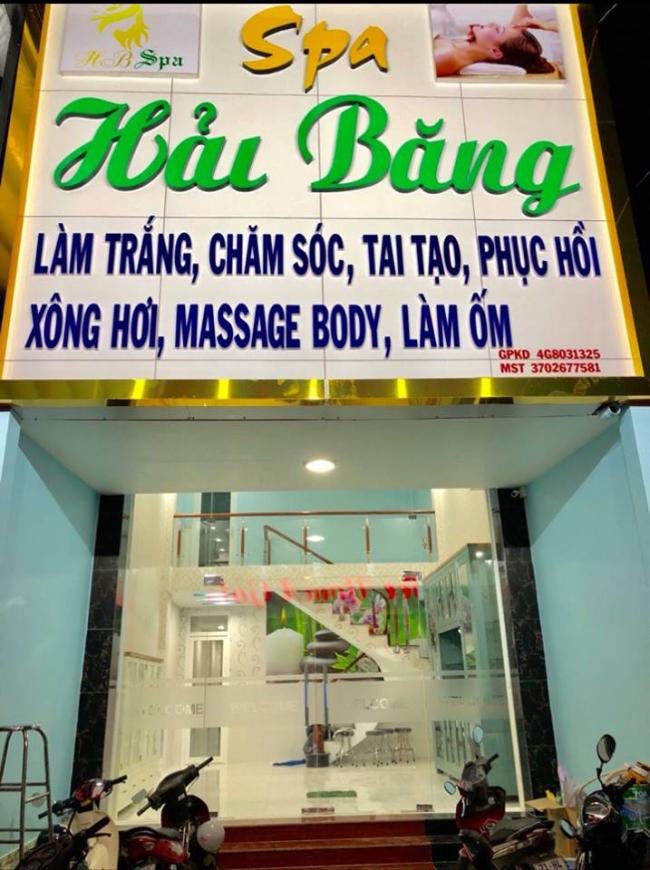 HB Spa
Spa
Hải Băng
LÀM TRẮNG, CHĂM SÓC, TAI TẠO, PHỤC HỒI
XÔNG HƠI, MASSAGE BODY, LÀM ỐM
GPKD 4G8031325
MST 3702677581
WELCOME